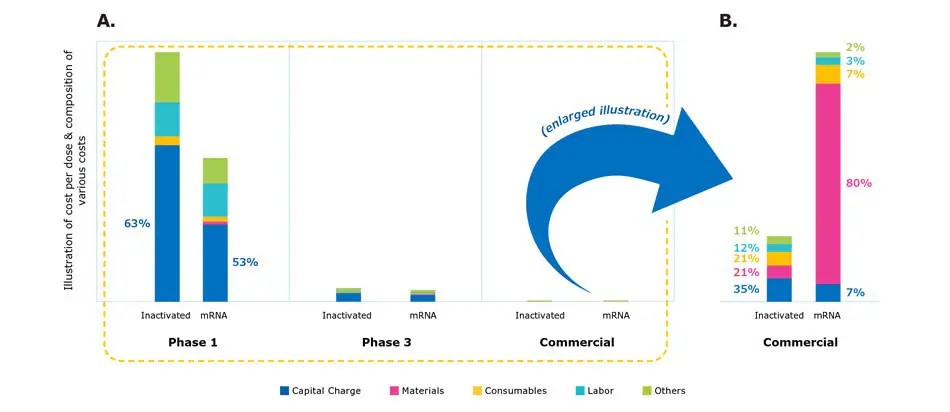 A.
B.
Illustration of cost per dose & composition of
various costs
63%
53%
(enlarged illustration)
2%
3%
7%
80%
7%
11%
12%
21%
21%
35%
Inactivated mRNA
Inactivated mRNA
Inactivated mRNA
Inactivated mRNA
Phase 1
Phase 3
Commercial
Commercial
Capital Charge Materials Consumables Labor Others